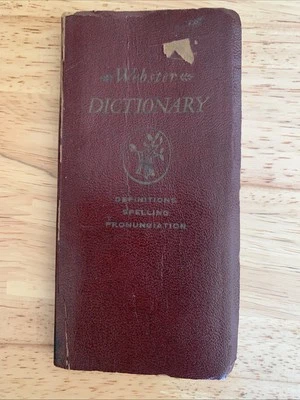 Webster
DICTIONARY
DEFINITIONS
SPELLING
PRONUNCIATION